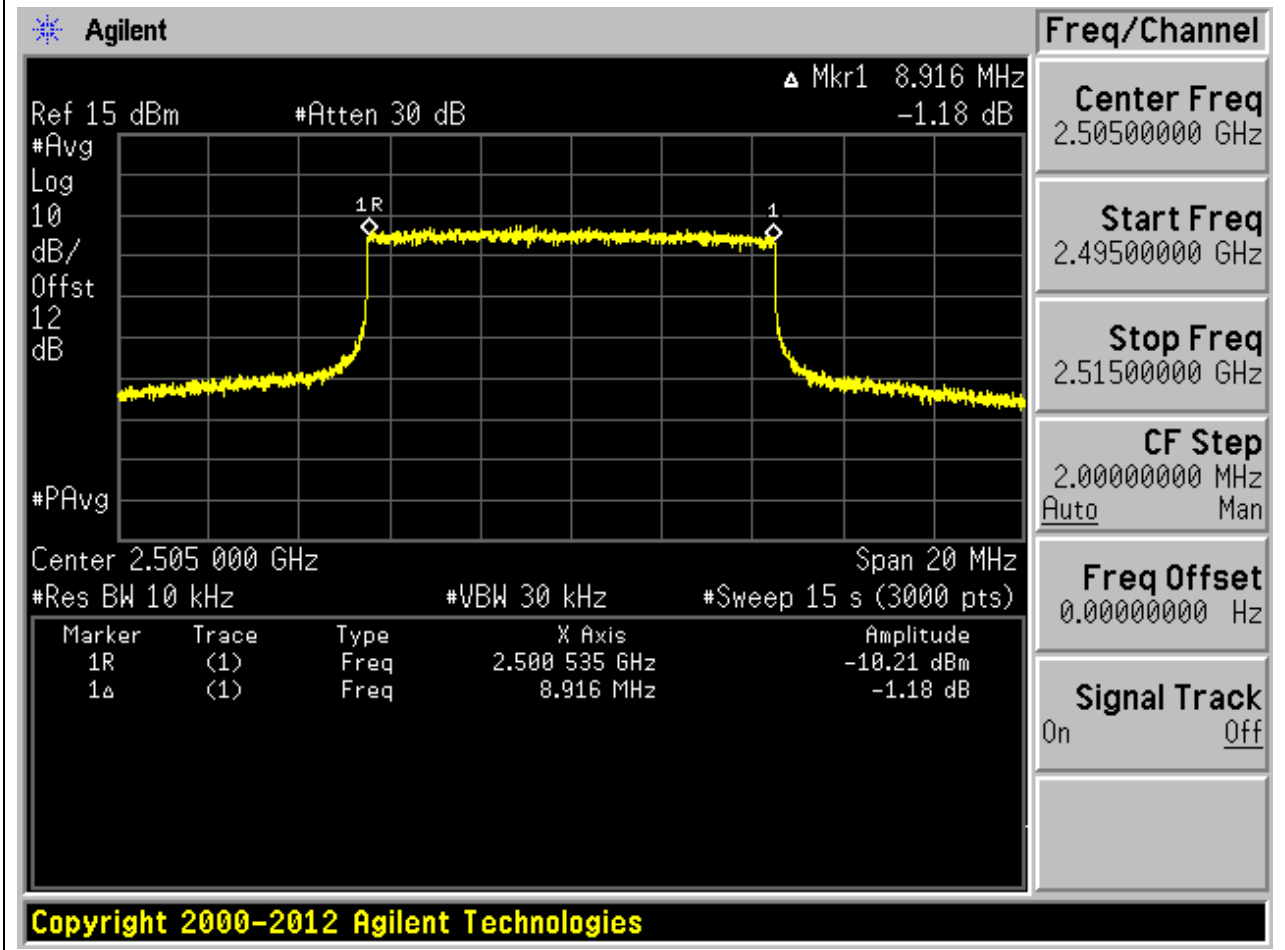 Agilent
Freq/Channel
Δ Mkr1 8.916 MHz
Ref 15 dBm #Atten 30 dB -1.18 dB
#Avg
Log
10
dB/
Offst
12
dB
#PAvg
1R
1
Center 2.505 000 GHz Span 20 MHz
#Res BW 10 kHz #VBW 30 kHz #Sweep 15 s (3000 pts)
Marker Trace Type X Axis Amplitude
1R (1) Freq 2.500 535 GHz -10.21 dBm
1Δ (1) Freq 8.916 MHz -1.18 dB
Center Freq
2.50500000 GHz
Start Freq
2.49500000 GHz
Stop Freq
2.51500000 GHz
CF Step
2.00000000 MHz
Auto Man
Freq Offset
0.00000000 Hz
Signal Track
On Off
Copyright 2000-2012 Agilent Technologies